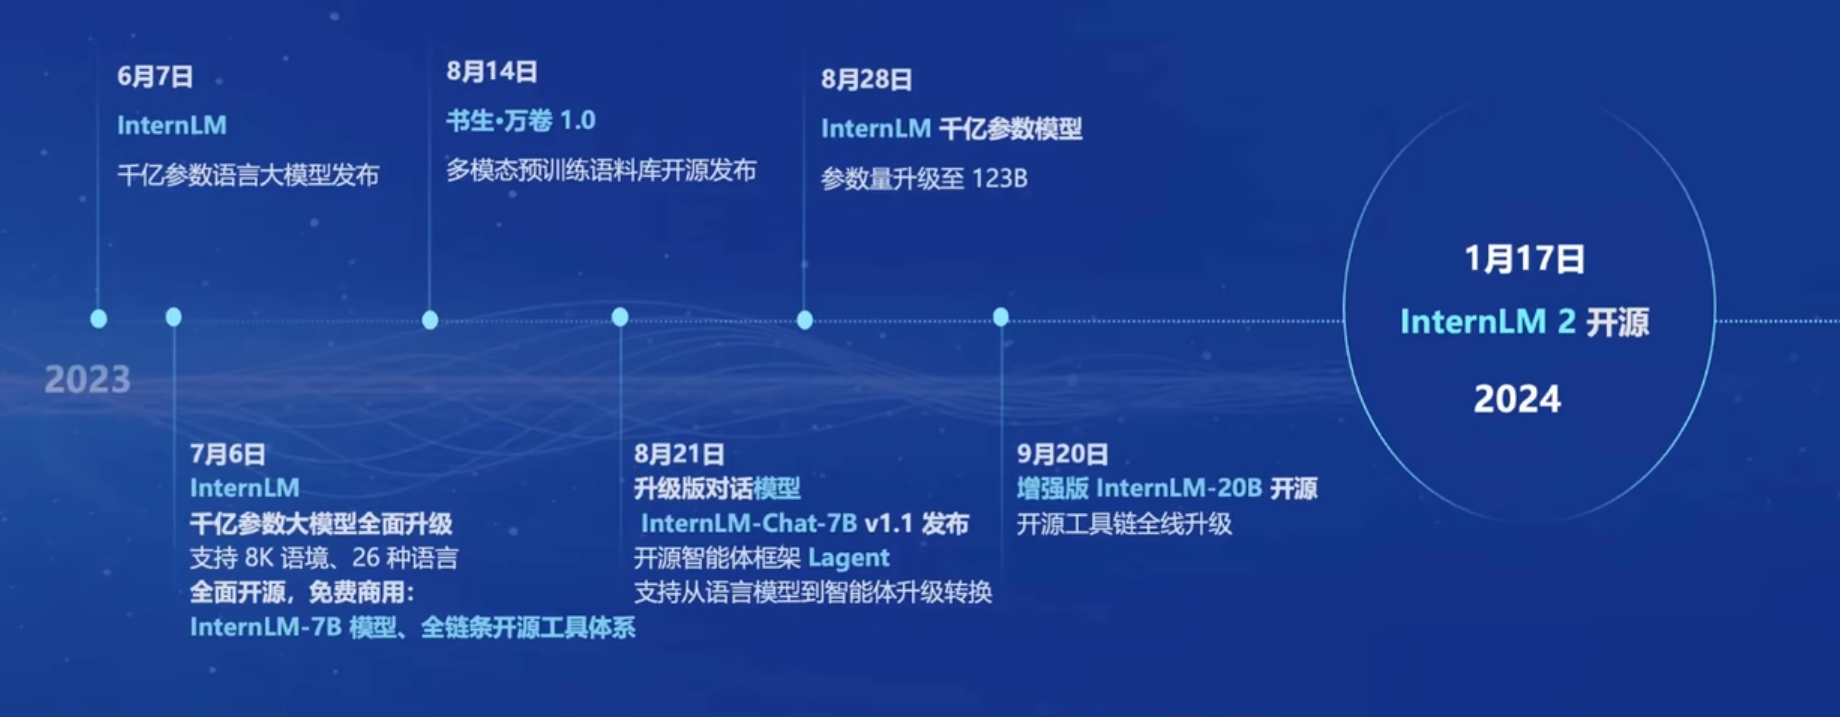 6月7日
InternLM
千亿参数语言大模型发布
8月14日
书生·万卷 1.0
多模态预训练语料库开源发布
8月28日
InternLM 千亿参数模型
参数量升级至 123B
1月17日
InternLM 2 开源
2024
2023
7月6日
InternLM
千亿参数大模型全面升级
支持 8K 语境、26 种语言
全面开源，免费商用：
InternLM-7B 模型、全链条开源工具体系
8月21日
升级版对话模型
InternLM-Chat-7B v1.1 发布
开源智能体框架 Lagent
支持从语言模型到智能体升级转换
9月20日
增强版 InternLM-20B 开源
开源工具链全线升级